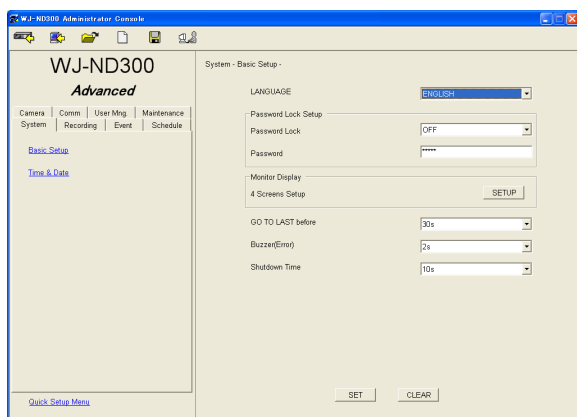 WJ-ND300 Administrator Console
WJ-ND300
Advanced
Camera Comm User Mng. Maintenance
System Recording Event Schedule
Basic Setup
Time & Date
Quick Setup Menu
System - Basic Setup -
LANGUAGE ENGLISH
Password Lock Setup
Password Lock OFF
Password *****
Monitor Display
4 Screens Setup SETUP
GO TO LAST before 30s
Buzzer(Error) 2s
Shutdown Time 10s
SET CLEAR